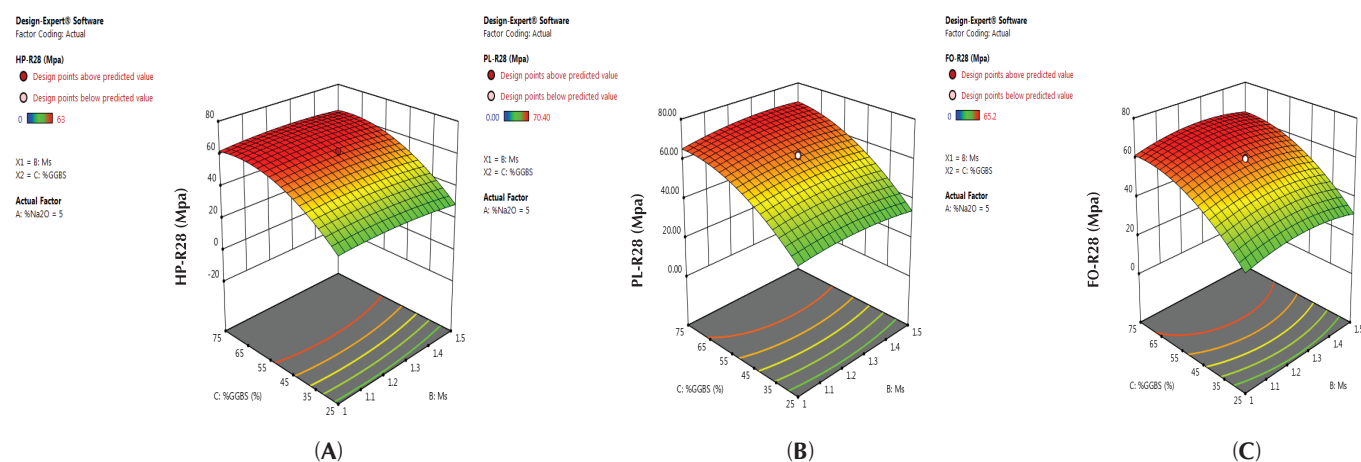 Design-Expert® Software
Factor Coding: Actual
HP-R28 (Mpa)
Design points above predicted value
Design points below predicted value
0 63
X1 = B: Ms
X2 = C: %GGBS
Actual Factor
A: %Na2O = 5
HP-R28 (Mpa)
80
60
40
20
0
-20
75
65
55
45
35
25
C: %GGBS (%)
1
1.1
1.2
1.3
1.4
1.5
B: Ms
(A)
Design-Expert® Software
Factor Coding: Actual
PL-R28 (Mpa)
Design points above predicted value
Design points below predicted value
0.00 70.40
X1 = B: Ms
X2 = C: %GGBS
Actual Factor
A: %Na2O = 5
PL-R28 (Mpa)
80.00
60.00
40.00
20.00
0.00
75
65
55
45
35
25
C: %GGBS (%)
1
1.1
1.2
1.3
1.4
1.5
B: Ms
(B)
Design-Expert® Software
Factor Coding: Actual
FO-R28 (Mpa)
Design points above predicted value
Design points below predicted value
0 65.2
X1 = B: Ms
X2 = C: %GGBS
Actual Factor
A: %Na2O = 5
FO-R28 (Mpa)
80
60
40
20
0
75
65
55
45
35
25
C: %GGBS (%)
1
1.1
1.2
1.3
1.4
1.5
B: Ms
(C)